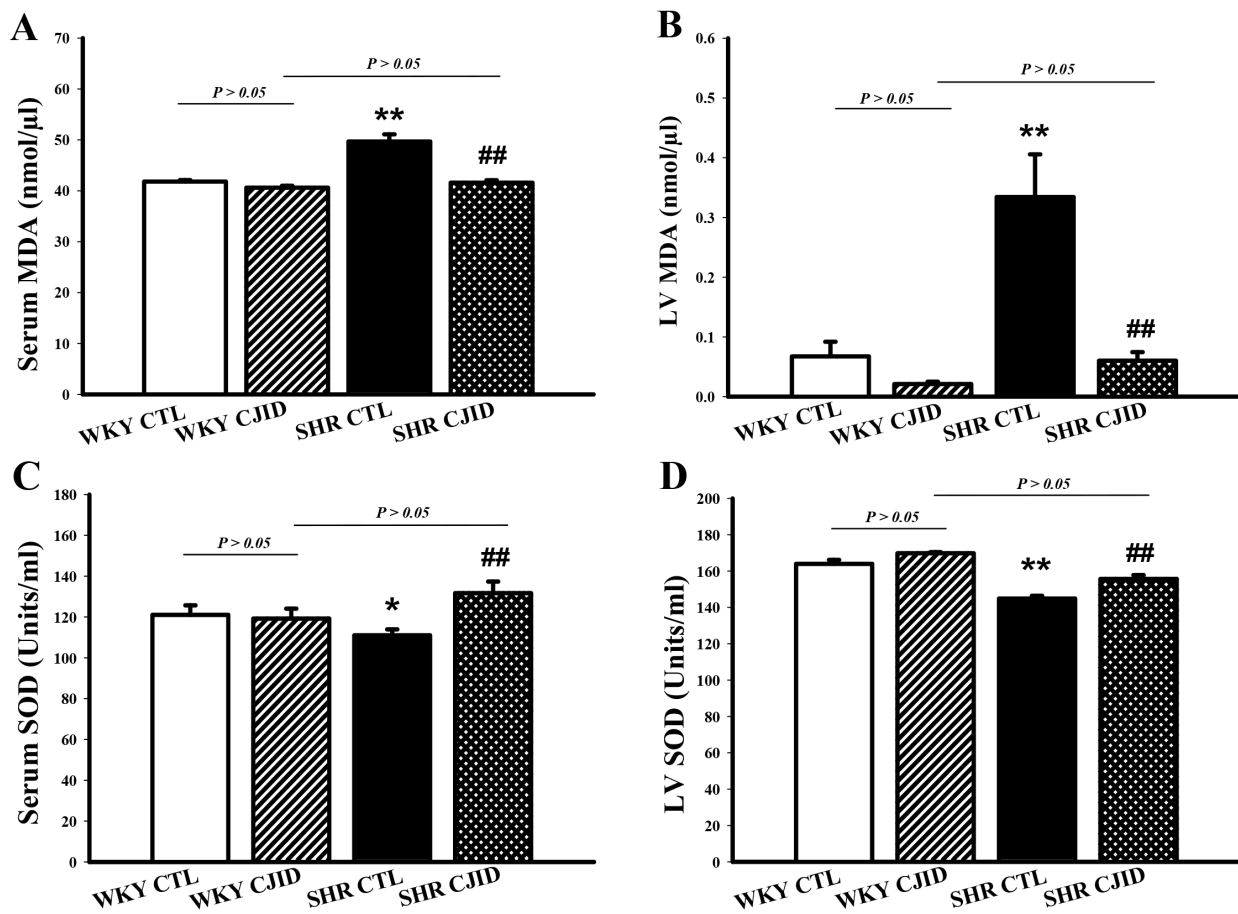 A
Serum MDA (nmol/µl)
70
60
50
40
30
20
10
0
P > 0.05
P > 0.05
**
##
WKY CTL
WKY CJID
SHR CTL
SHR CJID
B
LV MDA (nmol/µl)
0.6
0.5
0.4
0.3
0.2
0.1
0.0
P > 0.05
P > 0.05
**
##
WKY CTL
WKY CJID
SHR CTL
SHR CJID
C
Serum SOD (Units/ml)
180
160
140
120
100
80
60
40
20
0
P > 0.05
P > 0.05
*
##
WKY CTL
WKY CJID
SHR CTL
SHR CJID
D
LV SOD (Units/ml)
200
180
160
140
120
100
80
60
40
20
0
P > 0.05
P > 0.05
**
##
WKY CTL
WKY CJID
SHR CTL
SHR CJID